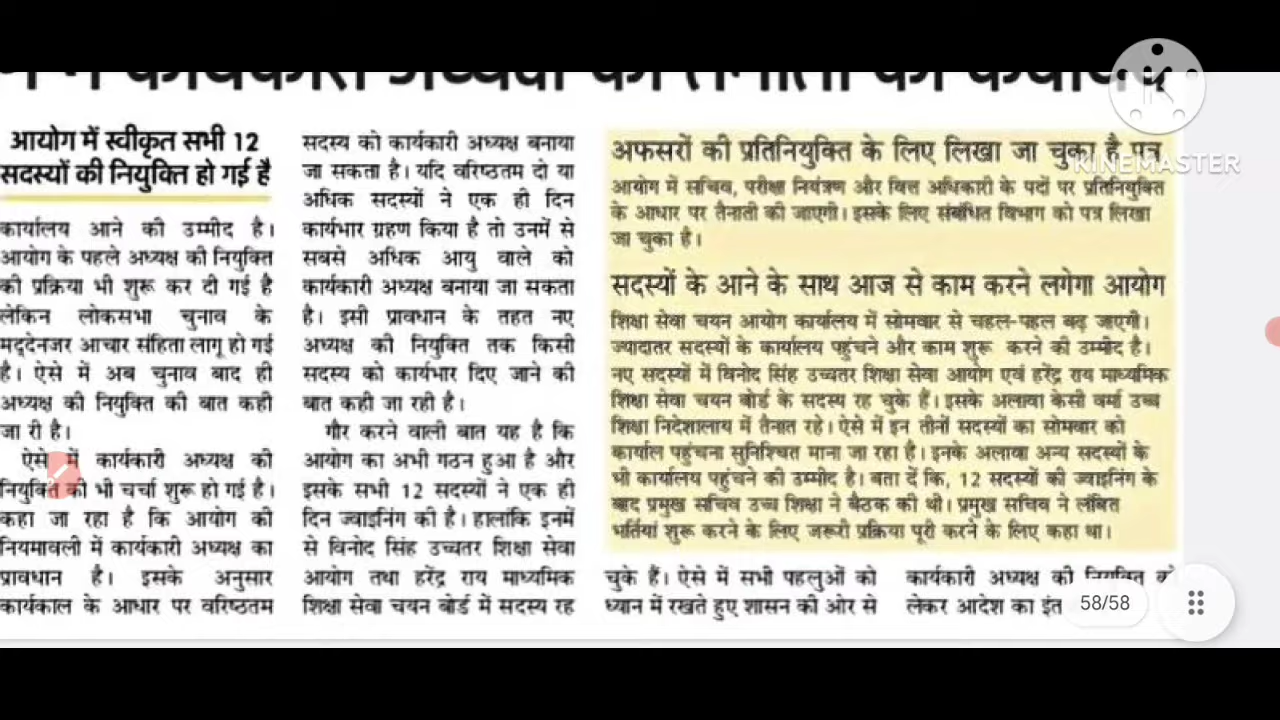 आयोग में स्वीकृत सभी 12
सदस्यों की नियुक्ति हो गई है
कार्यालय आने की उम्मीद है।
आयोग के पहले अध्यक्ष की नियुक्ति
की प्रक्रिया भी शुरू कर दी गई है
लेकिन लोकसभा चुनाव के
मद्देनजर आचार संहिता लागू हो गई
है। ऐसे में अब चुनाव बाद ही
अध्यक्ष की नियुक्ति की बात कही
जा री है।
ऐसे में कार्यकारी अध्यक्ष की
नियुक्ति की भी चर्चा शुरू हो गई है।
कहा जा रहा है कि आयोग की
नियमावली में कार्यकारी अध्यक्ष का
प्रावधान है। इसके अनुसार
कार्यकाल के आधार पर वरिष्ठतम
सदस्य को कार्यकारी अध्यक्ष बनाया
जा सकता है। यदि वरिष्ठतम दो या
अधिक सदस्यों ने एक ही दिन
कार्यभार ग्रहण किया है तो उनमें से
सबसे अधिक आयु वाले को
कार्यकारी अध्यक्ष बनाया जा सकता
है। इसी प्रावधान के तहत नए
अध्यक्ष की नियुक्ति तक किसी
सदस्य को कार्यभार दिए जाने की
बात कही जा रही है।
गौर करने वाली बात यह है कि
आयोग का अभी गठन हुआ है और
इसके सभी 12 सदस्यों ने एक ही
दिन ज्वाइनिंग की है। हालांकि इनमें
से विनोद सिंह उच्चतर शिक्षा सेवा
आयोग तथा हरेंद्र राय माध्यमिक
शिक्षा सेवा चयन बोर्ड में सदस्य रह
अफसरों की प्रतिनियुक्ति के लिए लिखा जा चुका है पत्र
आयोग में सचिव, परीक्षा नियंत्रण और वित्त अधिकारी के पदों पर प्रतिनियुक्ति
के आधार पर तैनाती की जाएगी। इसके लिए संबंधित विभाग को पत्र लिखा
जा चुका है।
सदस्यों के आने के साथ आज से काम करने लगेगा आयोग
शिक्षा सेवा चयन आयोग कार्यालय में सोमवार से चहल-पहल बढ़ जाएगी।
ज्यादातर सदस्यों के कार्यालय पहुंचने और काम शुरू करने की उम्मीद है।
नए सदस्यों में विनोद सिंह उच्चतर शिक्षा सेवा आयोग एवं हरेंद्र राय माध्यमिक
शिक्षा सेवा चयन बोर्ड के सदस्य रह चुके हैं। इसके अलावा केसी वर्मा उच्च
शिक्षा निदेशालाय में तैनात रहे। ऐसे में इन तीनों सदस्यों का सोमवार को
कार्याल पहुंचना सुनिश्चित माना जा रहा है। इनके अलावा अन्य सदस्यों के
भी कार्यालय पहुंचने की उम्मीद है। बता दें कि, 12 सदस्यों की ज्वाइनिंग के
बाद प्रमुख सचिव उच्च शिक्षा ने बैठक की थी। प्रमुख सचिव ने लंबित
भर्तियां शुरू करने के लिए जरूरी प्रक्रिया पूरी करने के लिए कहा था।
चुके हैं। ऐसे में सभी पहलुओं को
ध्यान में रखते हुए शासन की ओर से
कार्यकारी अध्यक्ष की नियुक्ति को
लेकर आदेश का इंत
58/58
KINEMASTER